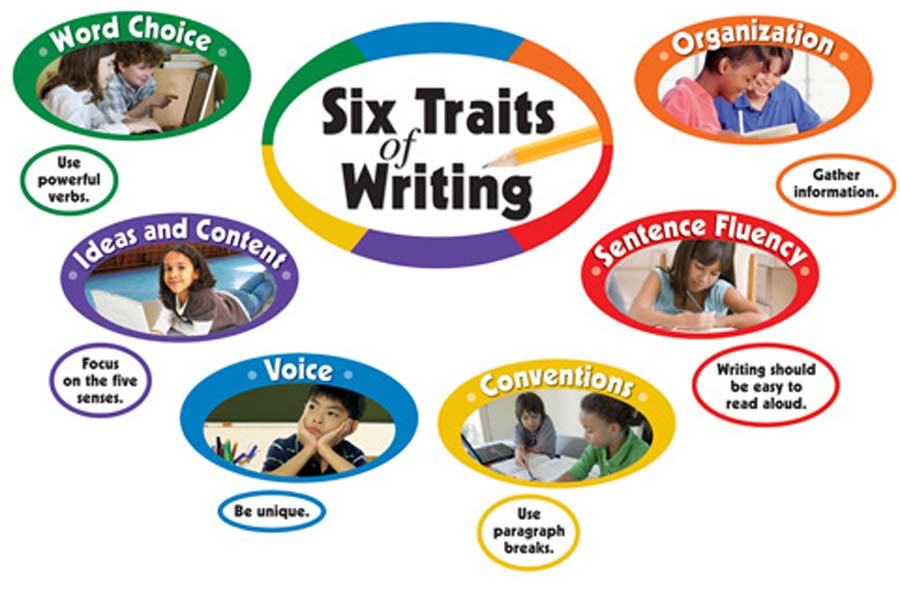 Six Traits
of
Writing
Word Choice
Use
powerful
verbs.
Organization
Gather
information.
Ideas and Content
Focus
on the five
senses.
Sentence Fluency
Writing should
be easy to
read aloud.
Voice
Be unique.
Conventions
Use
paragraph
breaks.